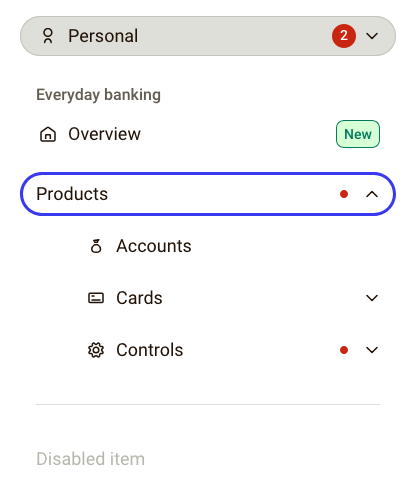 Personal
2
Everyday banking
Overview
New
Products
Accounts
Cards
Controls
Disabled item